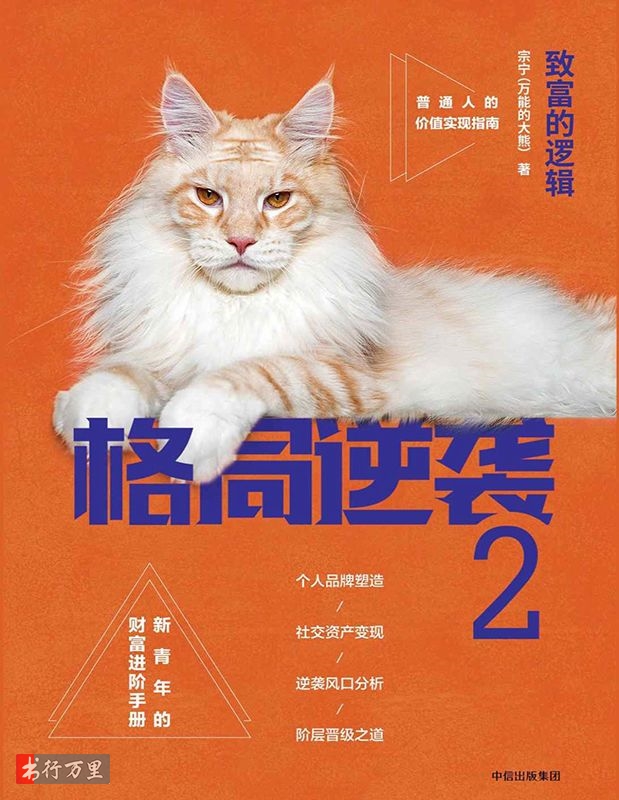 致富的逻辑
宗宁(万能的大熊) 著
普通人的
价值实现指南
格局逆袭
2
个人品牌塑造
/
社交资产变现
/
逆袭风口分析
/
阶层晋级之道
新青年的
财富进阶手册
书行万里
中信出版集团